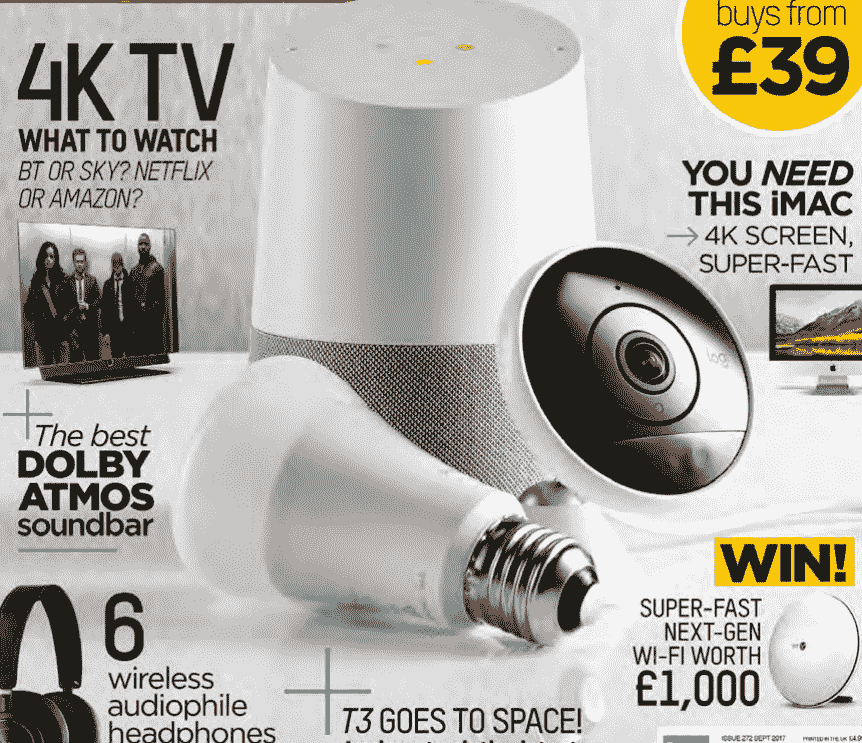 buys from
£39
4K TV
WHAT TO WATCH
BT OR SKY? NETFLIX
OR AMAZON?
YOU NEED
THIS iMAC
→ 4K SCREEN,
SUPER-FAST
logi
The best
DOLBY
ATMOS
soundbar
WIN!
SUPER-FAST
NEXT-GEN
WI-FI WORTH
£1,000
6
wireless
audiophile
headphones
T3 GOES TO SPACE!
ISSUE 272 SEPT 2017
PRINTED IN THE UK £4.9